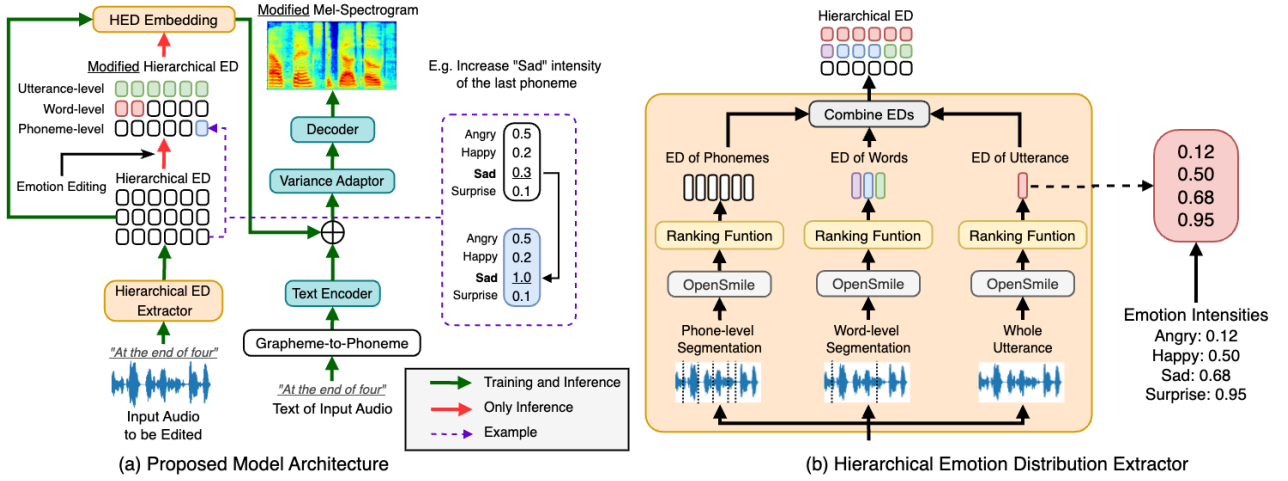 HED Embedding
Modified Hierarchical ED
Utterance-level
Word-level
Phoneme-level
Emotion Editing
Hierarchical ED
Hierarchical ED
Extractor
"At the end of four"
Input Audio
to be Edited
Modified Mel-Spectrogram
Decoder
Variance Adaptor
Text Encoder
Grapheme-to-Phoneme
"At the end of four"
Text of Input Audio
E.g. Increase "Sad" intensity
of the last phoneme
Angry 0.5
Happy 0.2
Sad 0.3
Surprise 0.1
Angry 0.5
Happy 0.2
Sad 1.0
Surprise 0.1
Training and Inference
Only Inference
Example
(a) Proposed Model Architecture
Hierarchical ED
Combine EDs
ED of Phonemes
ED of Words
ED of Utterance
Ranking Funtion
Ranking Funtion
Ranking Funtion
OpenSmile
OpenSmile
OpenSmile
Phone-level
Segmentation
Word-level
Segmentation
Whole
Utterance
0.12
0.50
0.68
0.95
Emotion Intensities
Angry: 0.12
Happy: 0.50
Sad: 0.68
Surprise: 0.95
(b) Hierarchical Emotion Distribution Extractor